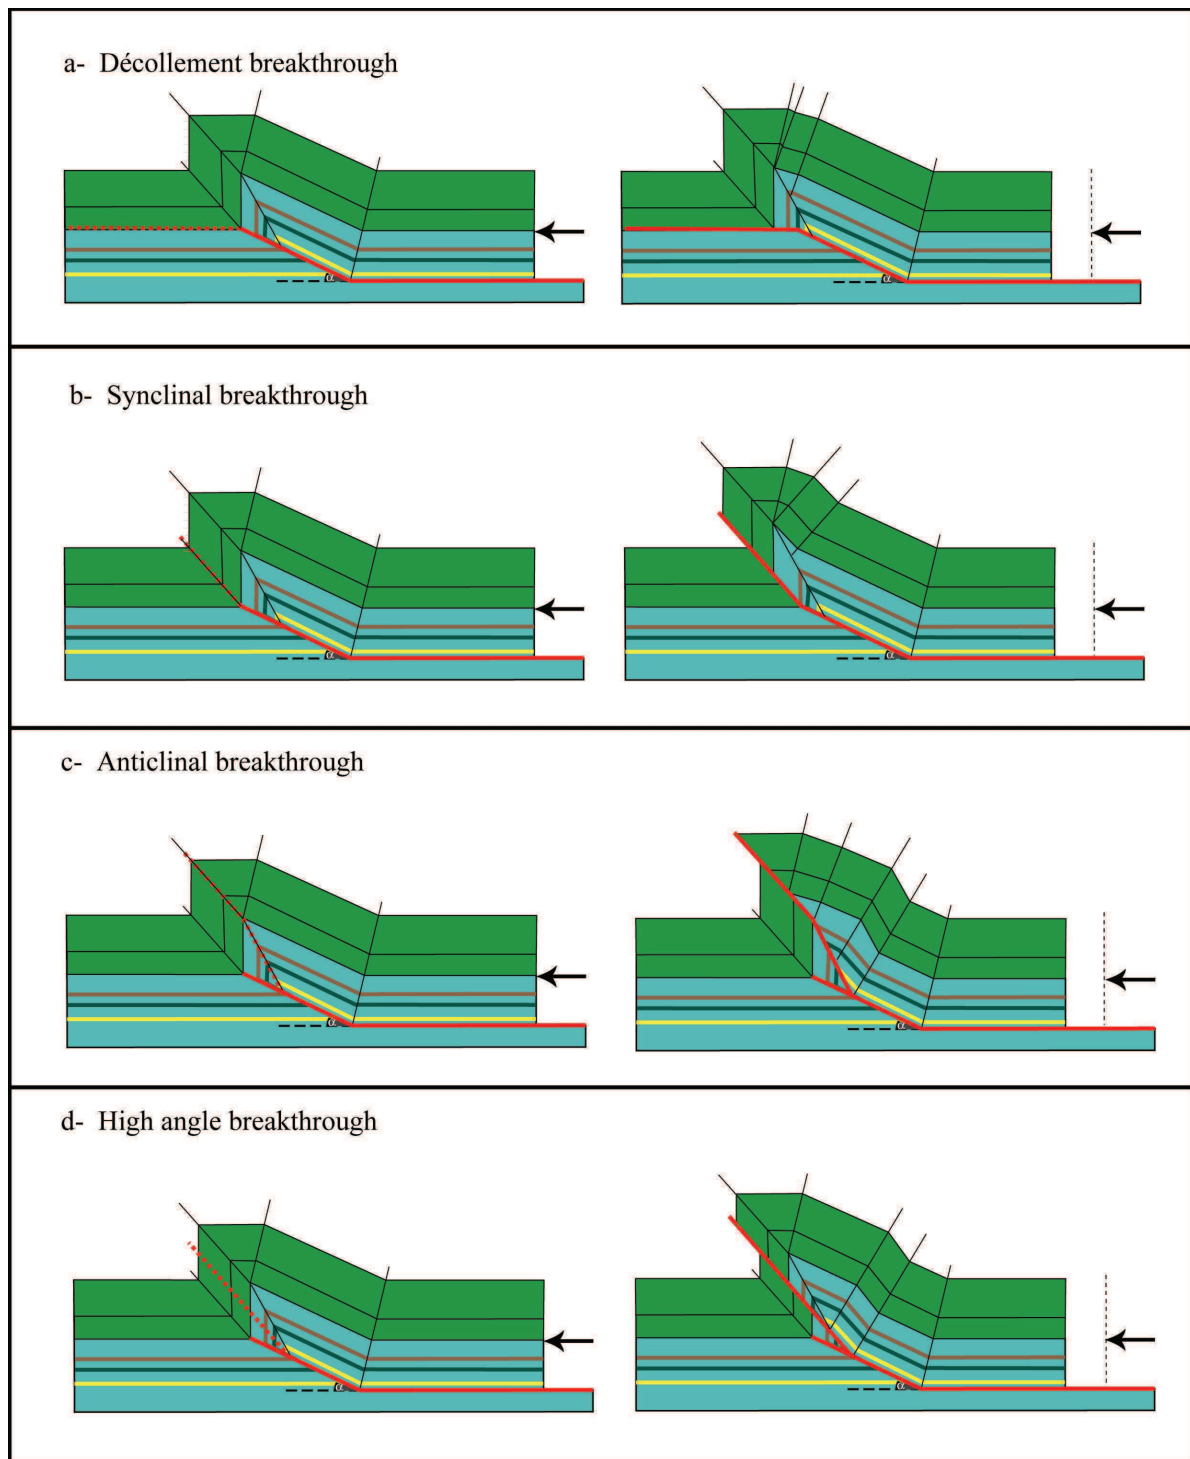 a- Décollement breakthrough
α
α
b- Synclinal breakthrough
α
α
c- Anticlinal breakthrough
α
α
d- High angle breakthrough
α
α